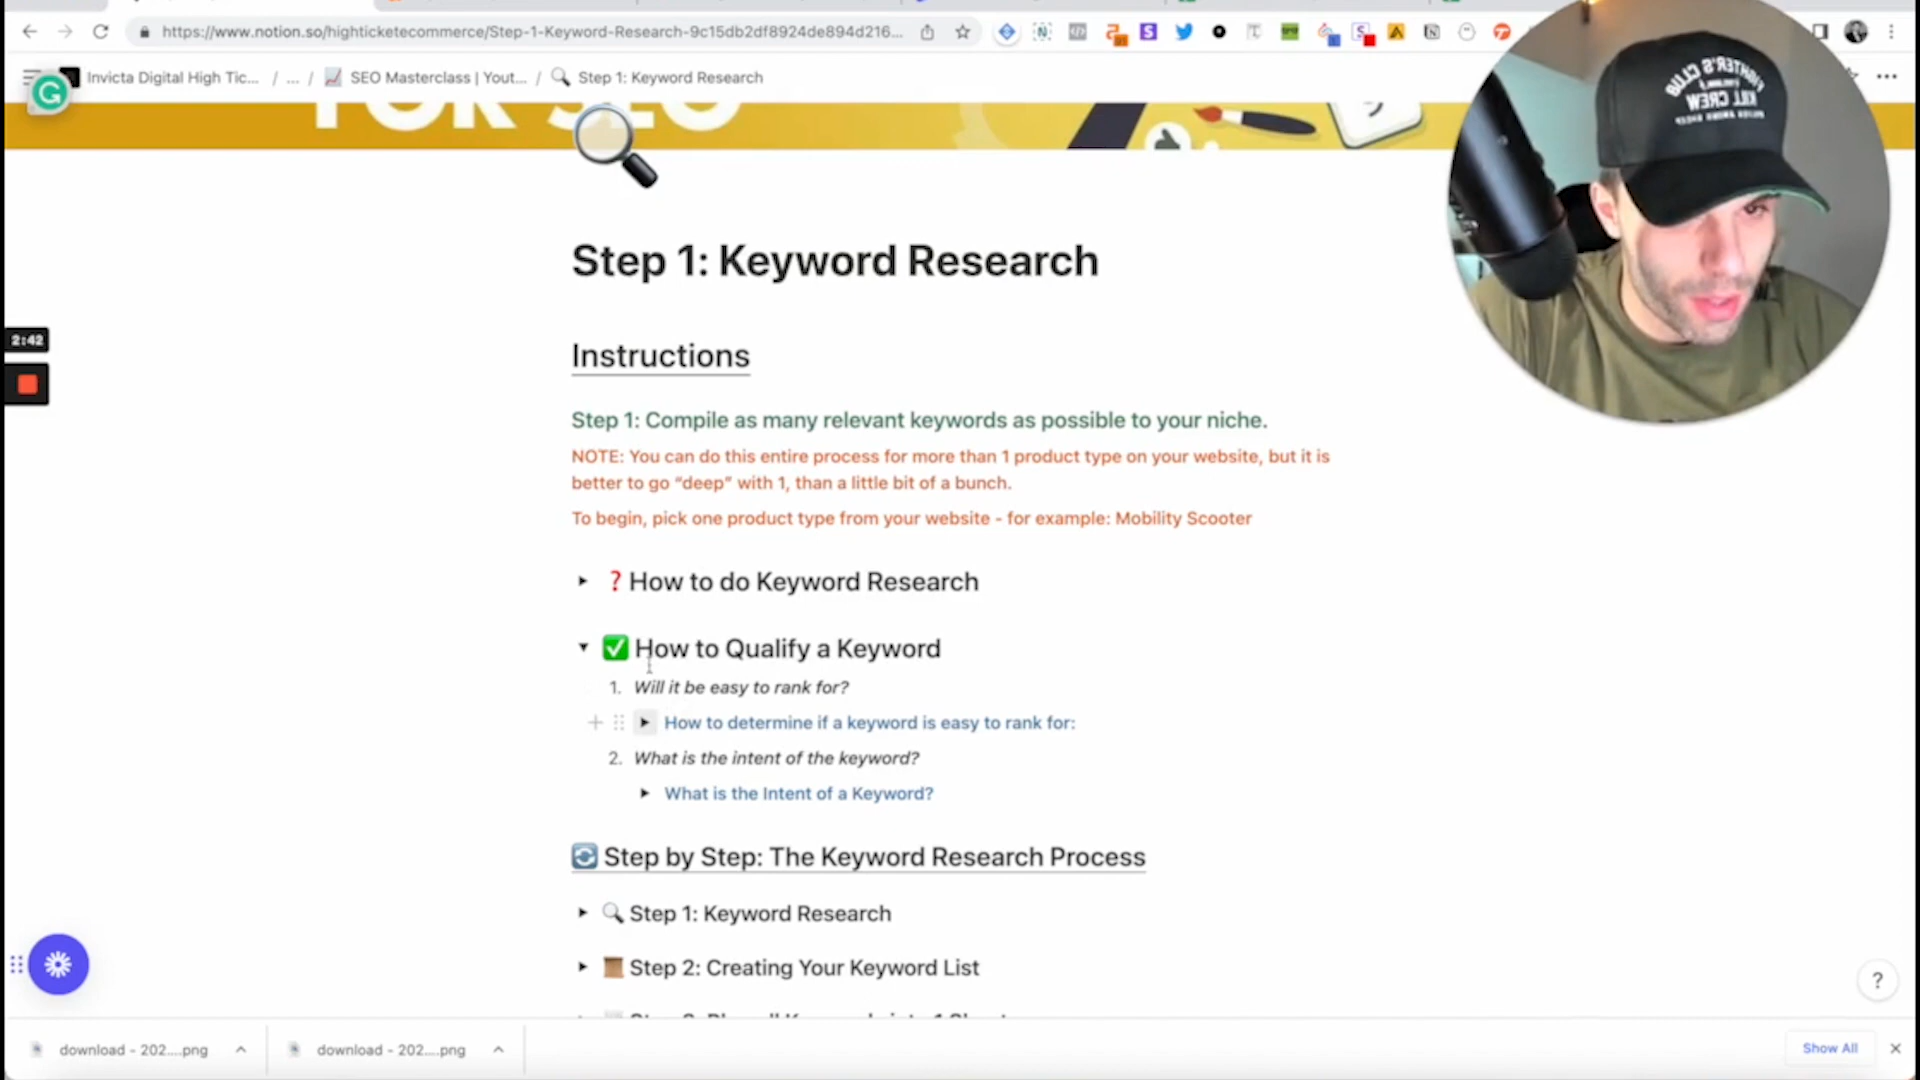 https://www.notion.so/highticketecommerce/Step-1-Keyword-Research-9c15db2df8924de894d216...
Invicta Digital High Tic... / ... / SEO Masterclass | Yout... / Step 1: Keyword Research
FOR SEO
FIGHTER'S CLUB
KILL CREW
Step 1: Keyword Research
2:42
Instructions
Step 1: Compile as many relevant keywords as possible to your niche.
NOTE: You can do this entire process for more than 1 product type on your website, but it is
better to go “deep” with 1, than a little bit of a bunch.
To begin, pick one product type from your website - for example: Mobility Scooter
❓How to do Keyword Research
✅ How to Qualify a Keyword
1. Will it be easy to rank for?
How to determine if a keyword is easy to rank for:
2. What is the intent of the keyword?
What is the Intent of a Keyword?
Step by Step: The Keyword Research Process
Step 1: Keyword Research
Step 2: Creating Your Keyword List
?
download - 202....png
download - 202....png
Show All